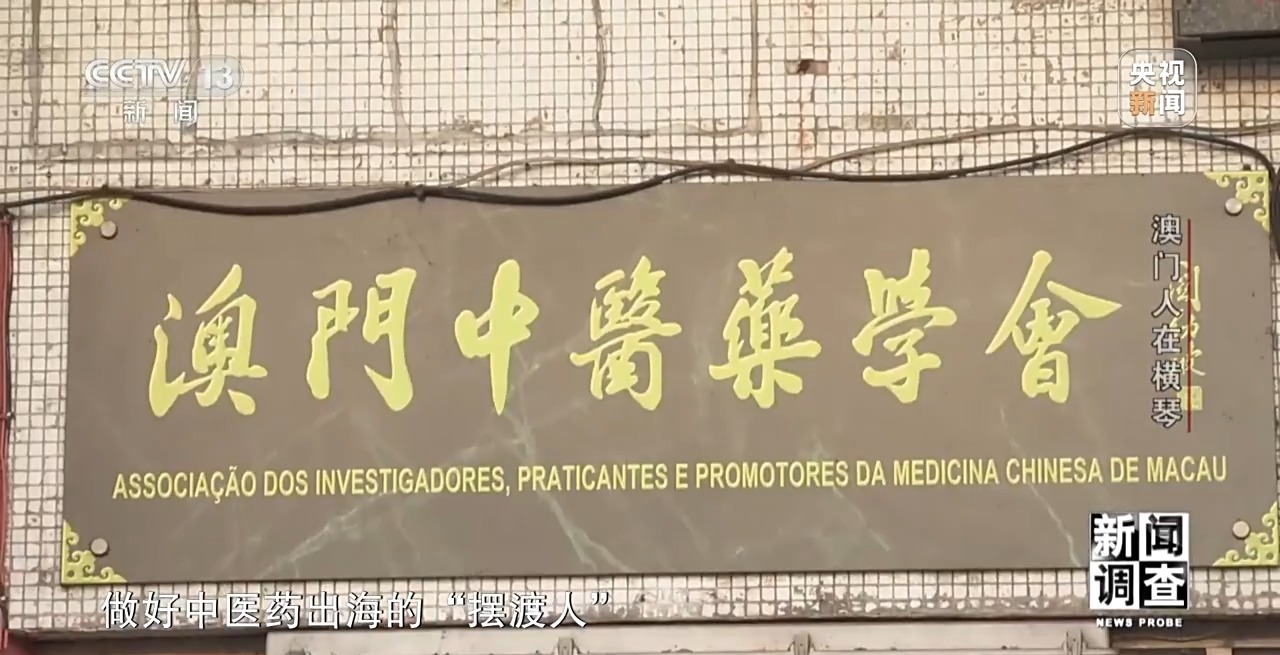 CCTV 13
新闻
央视
新闻
澳門中醫藥學會
ASSOCIAÇÃO DOS INVESTIGADORES, PRATICANTES E PROMOTORES DA MEDICINA CHINESA DE MACAU
澳门人在横琴
新闻
调查
NEWS PROBE
做好中医药出海的“摆渡人”